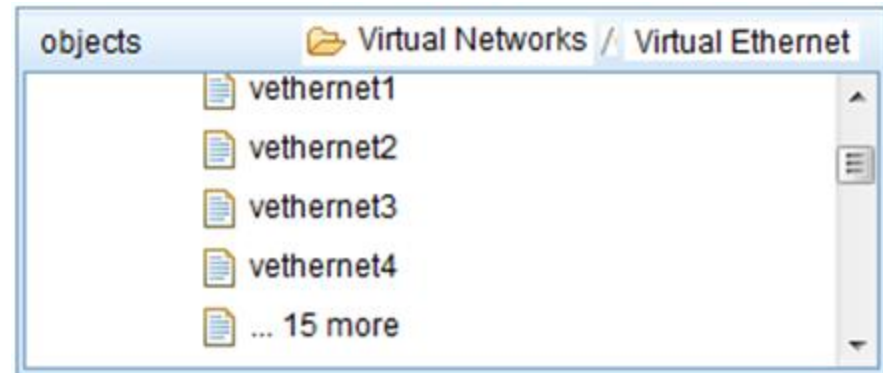 objects Virtual Networks / Virtual Ethernet
vethernet1
vethernet2
vethernet3
vethernet4
... 15 more